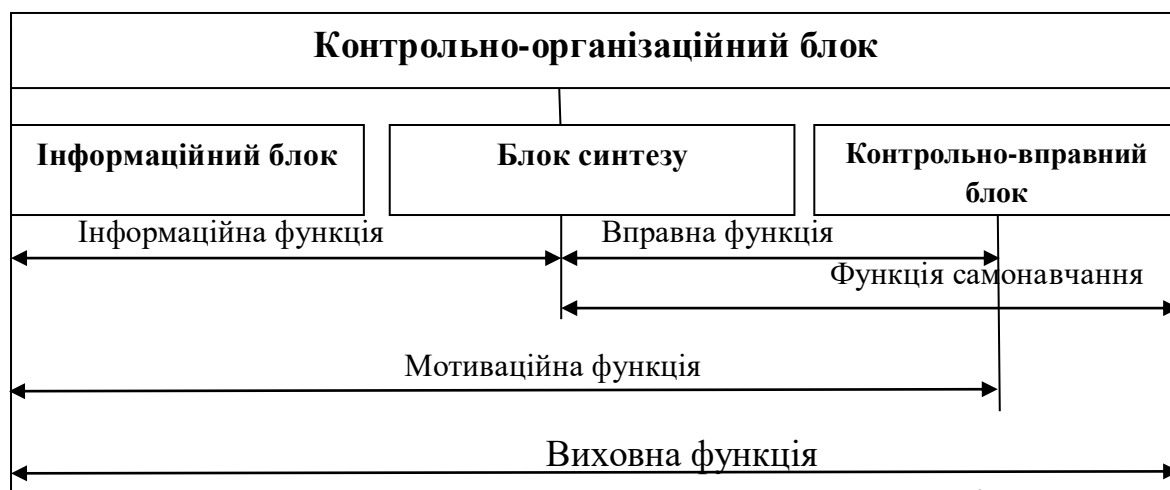 Контрольно-організаційний блок
Інформаційний блок
Блок синтезу
Контрольно-вправний
блок
Інформаційна функція
Вправна функція
Функція самонавчання
Мотиваційна функція
Виховна функція